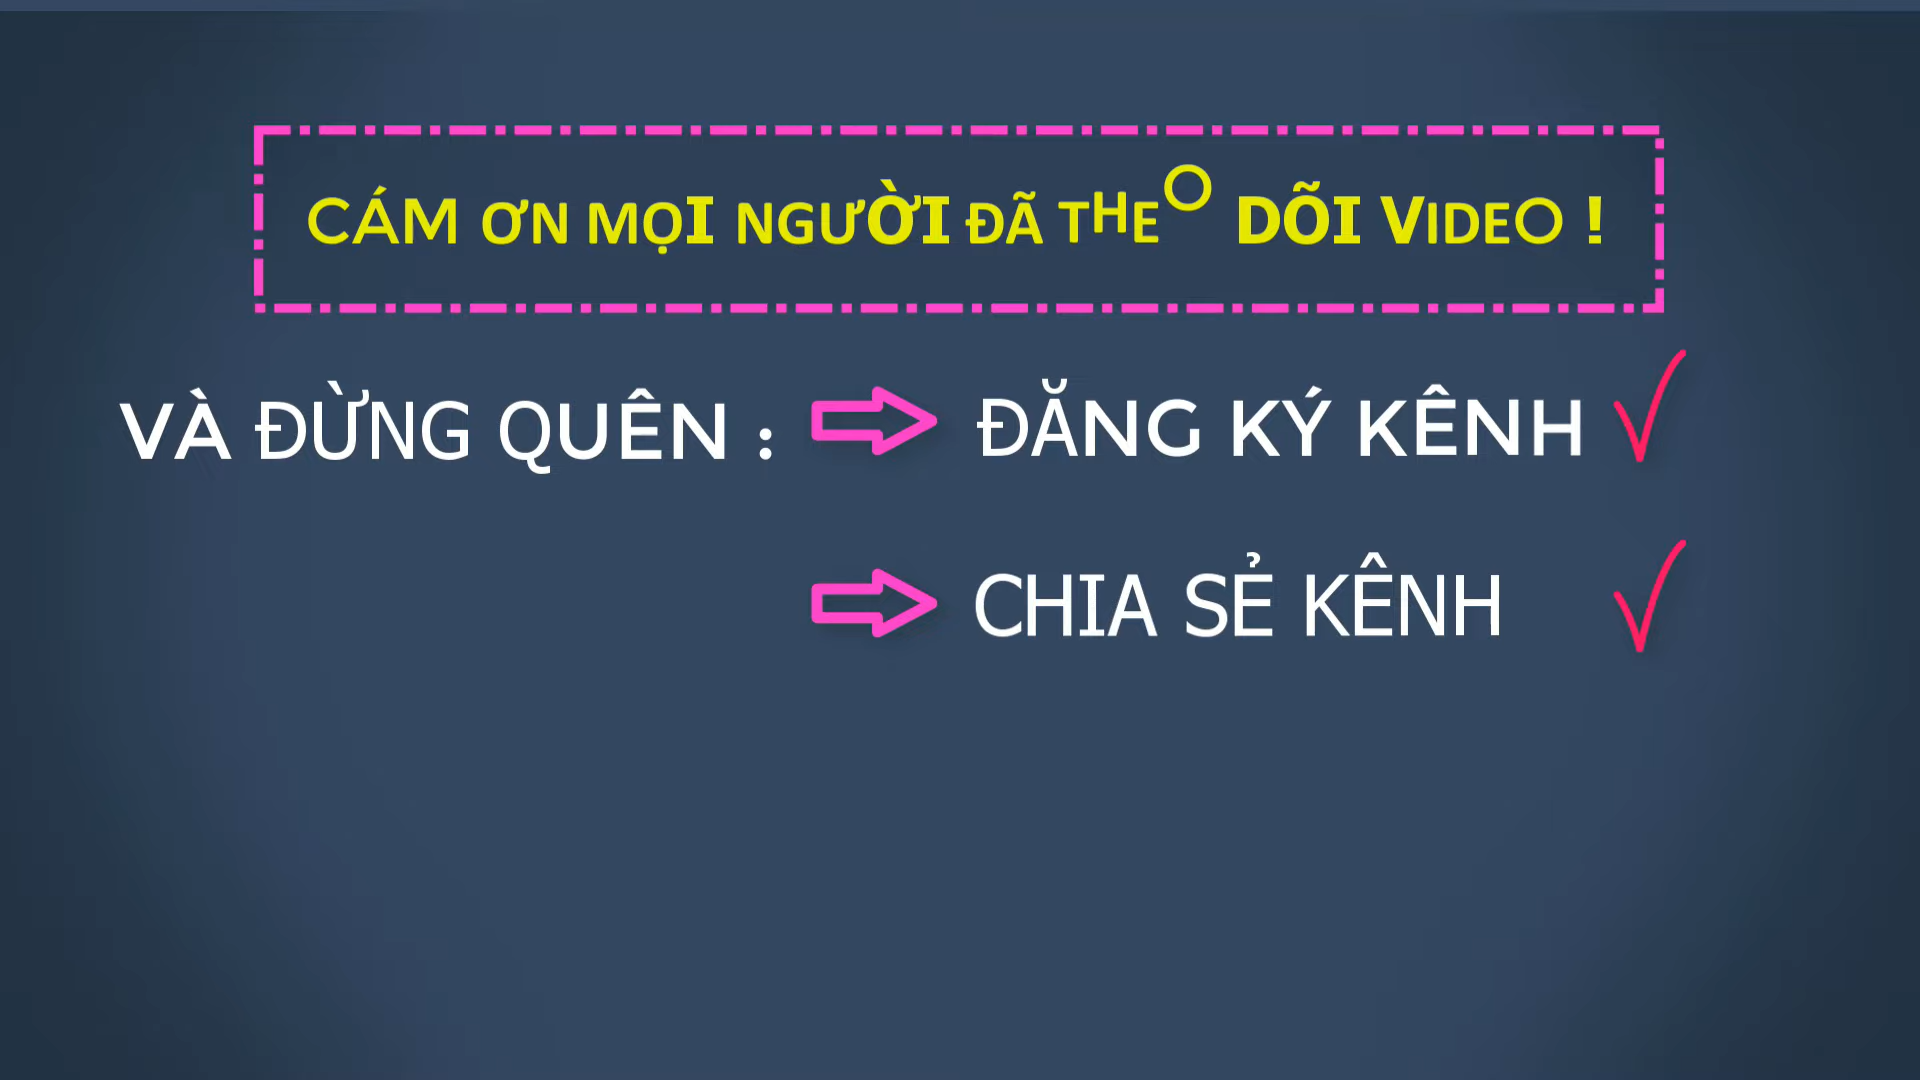 CÁM ƠN MỌI NGƯỜI ĐÃ THEO DÕI VIDEO !
VÀ ĐỪNG QUÊN : ĐĂNG KÝ KÊNH
CHIA SẺ KÊNH